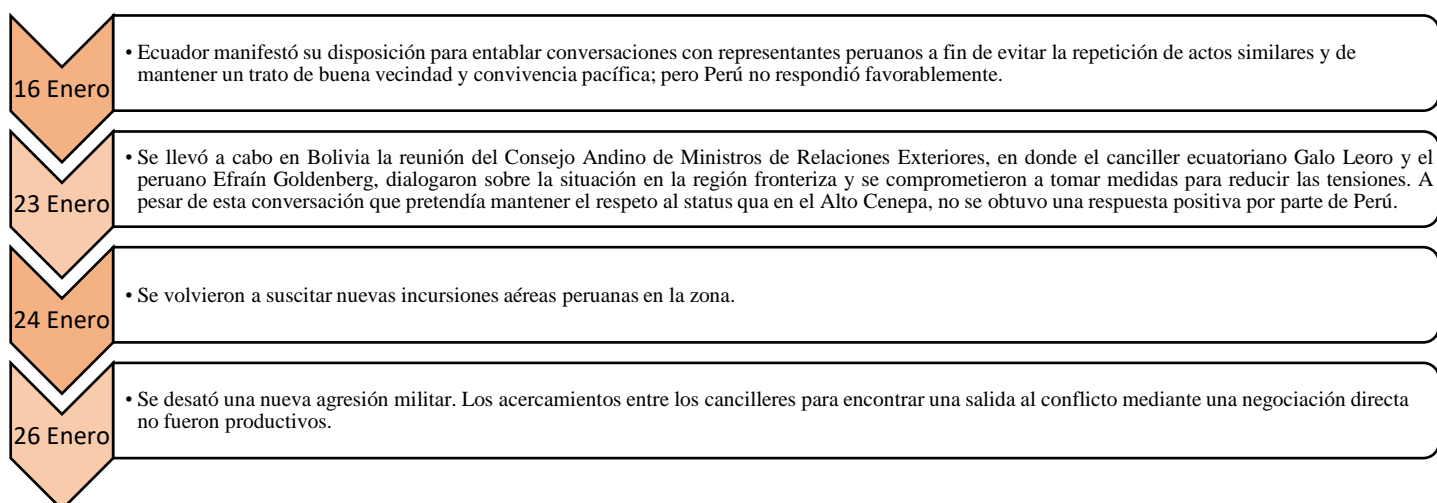 16 Enero
• Ecuador manifestó su disposición para entablar conversaciones con representantes peruanos a fin de evitar la repetición de actos similares y de
mantener un trato de buena vecindad y convivencia pacífica; pero Perú no respondió favorablemente.
23 Enero
• Se llevó a cabo en Bolivia la reunión del Consejo Andino de Ministros de Relaciones Exteriores, en donde el canciller ecuatoriano Galo Leoro y el
peruano Efraín Goldenberg, dialogaron sobre la situación en la región fronteriza y se comprometieron a tomar medidas para reducir las tensiones. A
pesar de esta conversación que pretendía mantener el respeto al status qua en el Alto Cenepa, no se obtuvo una respuesta positiva por parte de Perú.
24 Enero
• Se volvieron a suscitar nuevas incursiones aéreas peruanas en la zona.
26 Enero
• Se desató una nueva agresión militar. Los acercamientos entre los cancilleres para encontrar una salida al conflicto mediante una negociación directa
no fueron productivos.